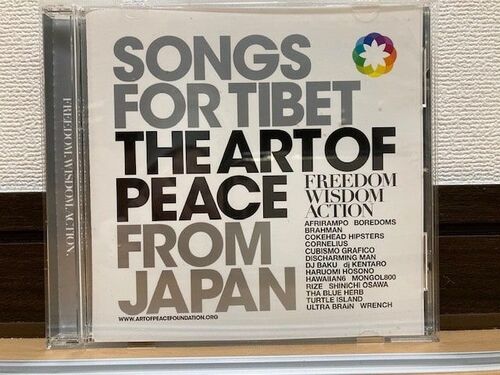 FREEDOM.WISDOM.ACTION.
SONGS
FOR TIBET
THE ART OF
PEACE
FROM
JAPAN
FREEDOM
WISDOM
ACTION
AFRIRAMPO BOREDOMS
BRAHMAN
COKEHEAD HIPSTERS
CORNELIUS
CUBISMO GRAFICO
DISCHARMING MAN
DJ BAKU dj KENTARO
HARUOMI HOSONO
HAWAIIAN6 MONGOL800
RIZE SHINICHI OSAWA
THA BLUE HERB
TURTLE ISLAND
ULTRA BRAiN WRENCH
WWW.ARTOFPEACEFOUNDATION.ORG